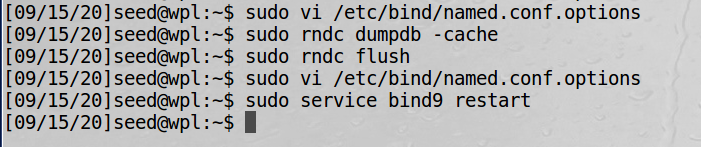 [09/15/20]seed@wpl:~$ sudo vi /etc/bind/named.conf.options
[09/15/20]seed@wpl:~$ sudo rndc dumpdb -cache
[09/15/20]seed@wpl:~$ sudo rndc flush
[09/15/20]seed@wpl:~$ sudo vi /etc/bind/named.conf.options
[09/15/20]seed@wpl:~$ sudo service bind9 restart
[09/15/20]seed@wpl:~$